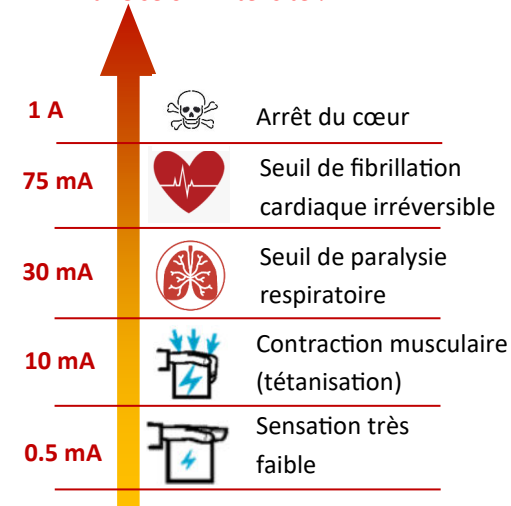 1 A
Arrêt du cœur
75 mA
Seuil de fibrillation
cardiaque irréversible
30 mA
Seuil de paralysie
respiratoire
10 mA
Contraction musculaire
(tétanisation)
0.5 mA
Sensation très
faible